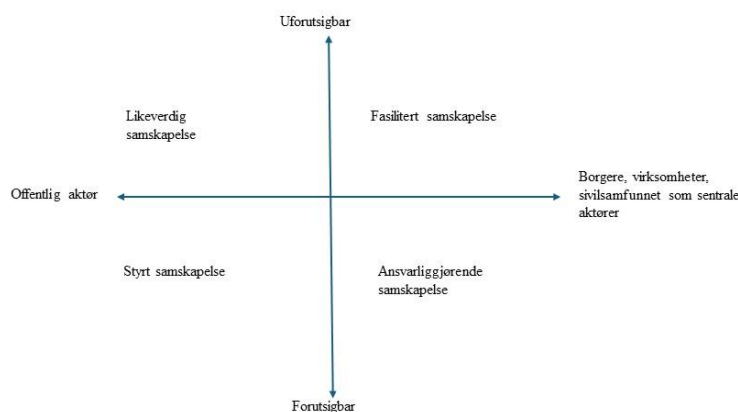 Uforutsigbar
Likeverdig
samskapelse
Fasilitert samskapelse
Offentlig aktør
Borgere, virksomheter,
sivilsamfunnet som sentrale
aktører
Styrt samskapelse
Ansvarliggjørende
samskapelse
Forutsigbar